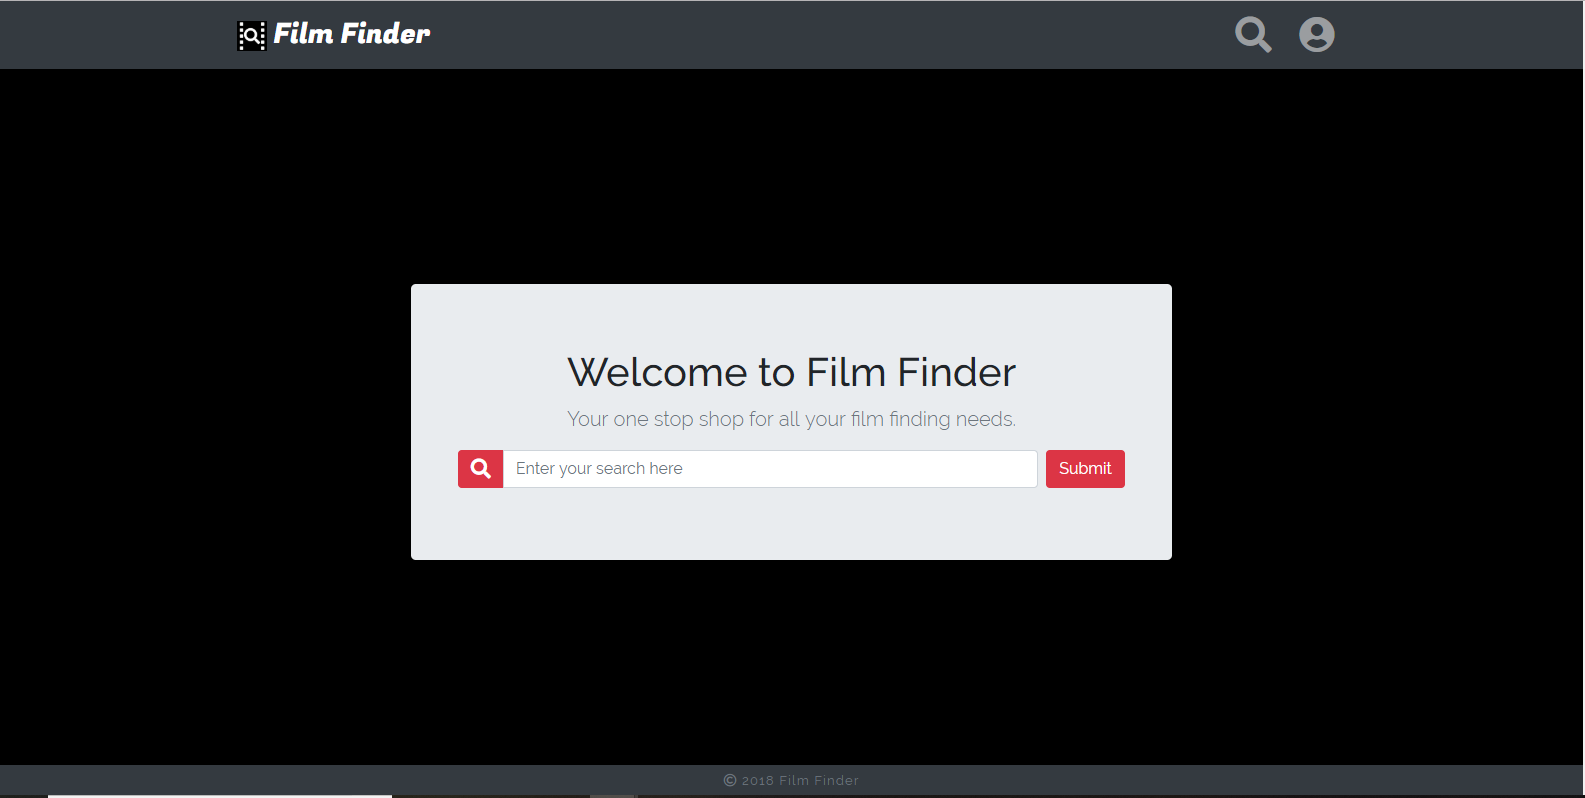 Film Finder
Welcome to Film Finder
Your one stop shop for all your film finding needs.
Enter your search here
Submit
© 2018 Film Finder